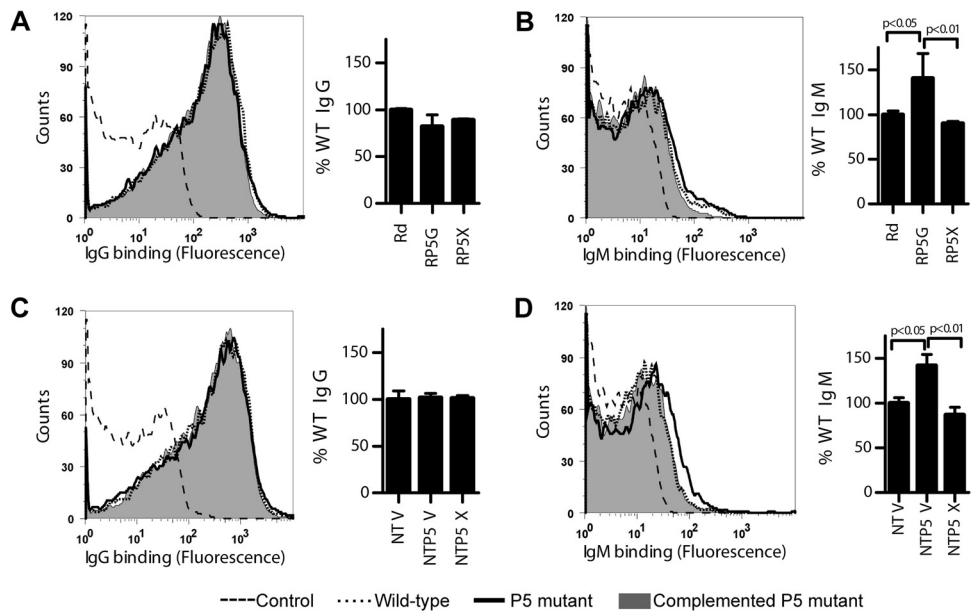 A
120
90
60
30
0
Counts
10^0
10^1
10^2
10^3
IgG binding (Fluorescence)
% WT IgG
150
100
50
0
Rd
RP5G
RP5X
B
120
90
60
30
0
Counts
10^0
10^1
10^2
10^3
IgM binding (Fluorescence)
% WT IgM
150
100
50
0
p<0.05
p<0.01
Rd
RP5G
RP5X
C
120
90
60
30
0
Counts
10^0
10^1
10^2
10^3
IgG binding (Fluorescence)
% WT IgG
150
100
50
0
NT V
NTP5 V
NTP5 X
D
120
90
60
30
0
Counts
10^0
10^1
10^2
10^3
IgM binding (Fluorescence)
% WT IgM
150
100
50
0
p<0.05
p<0.01
NT V
NTP5 V
NTP5 X
Control
Wild-type
P5 mutant
Complemented P5 mutant